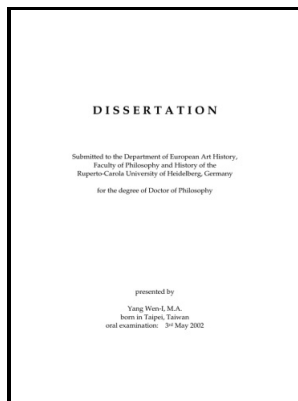 DISSERTATION
Submitted to the Department of European Art History,
Faculty of Philosophy and History of the
Ruperto-Carola University of Heidelberg, Germany
for the degree of Doctor of Philosophy
presented by
Yang Wen-I, M.A.
born in Taipei, Taiwan
oral examination: 3rd May 2002